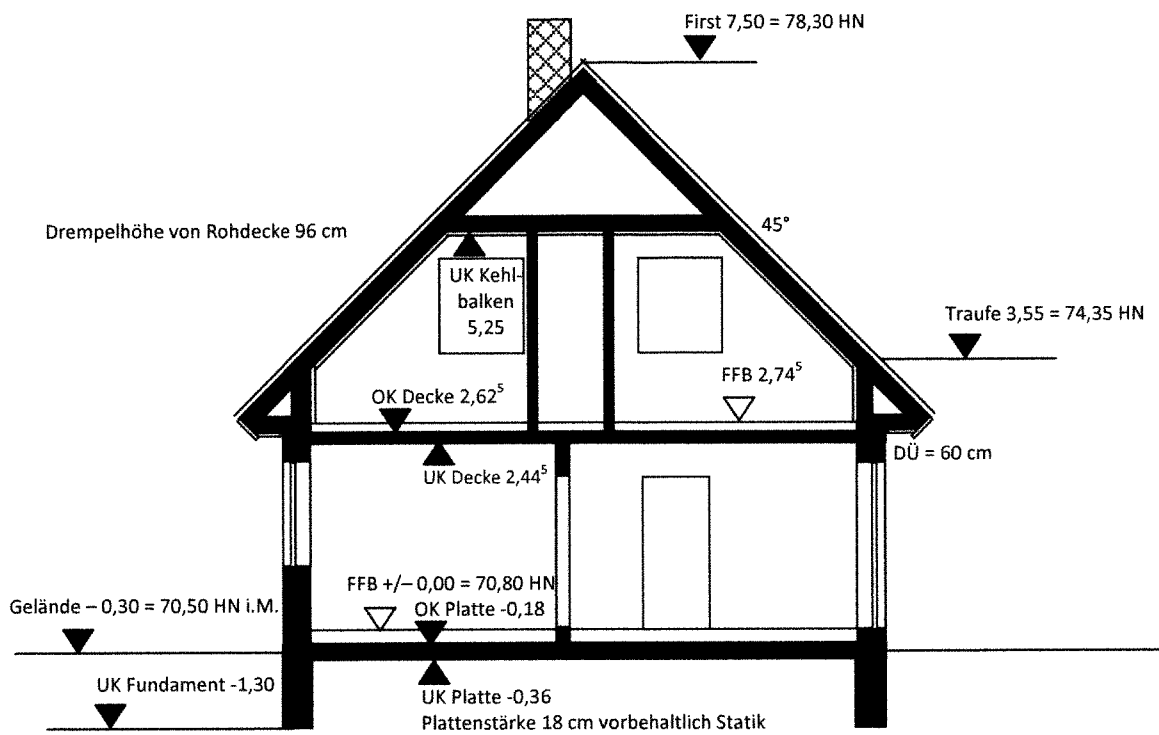 First 7,50 = 78,30 HN
Drempelhöhe von Rohdecke 96 cm
45°
UK Kehl-
balken
5,25
Traufe 3,55 = 74,35 HN
OK Decke 2,62⁵
FFB 2,74⁵
DÜ = 60 cm
UK Decke 2,44⁵
FFB +/– 0,00 = 70,80 HN
Gelände – 0,30 = 70,50 HN i.M.
OK Platte -0,18
UK Fundament -1,30
UK Platte -0,36
Plattenstärke 18 cm vorbehaltlich Statik